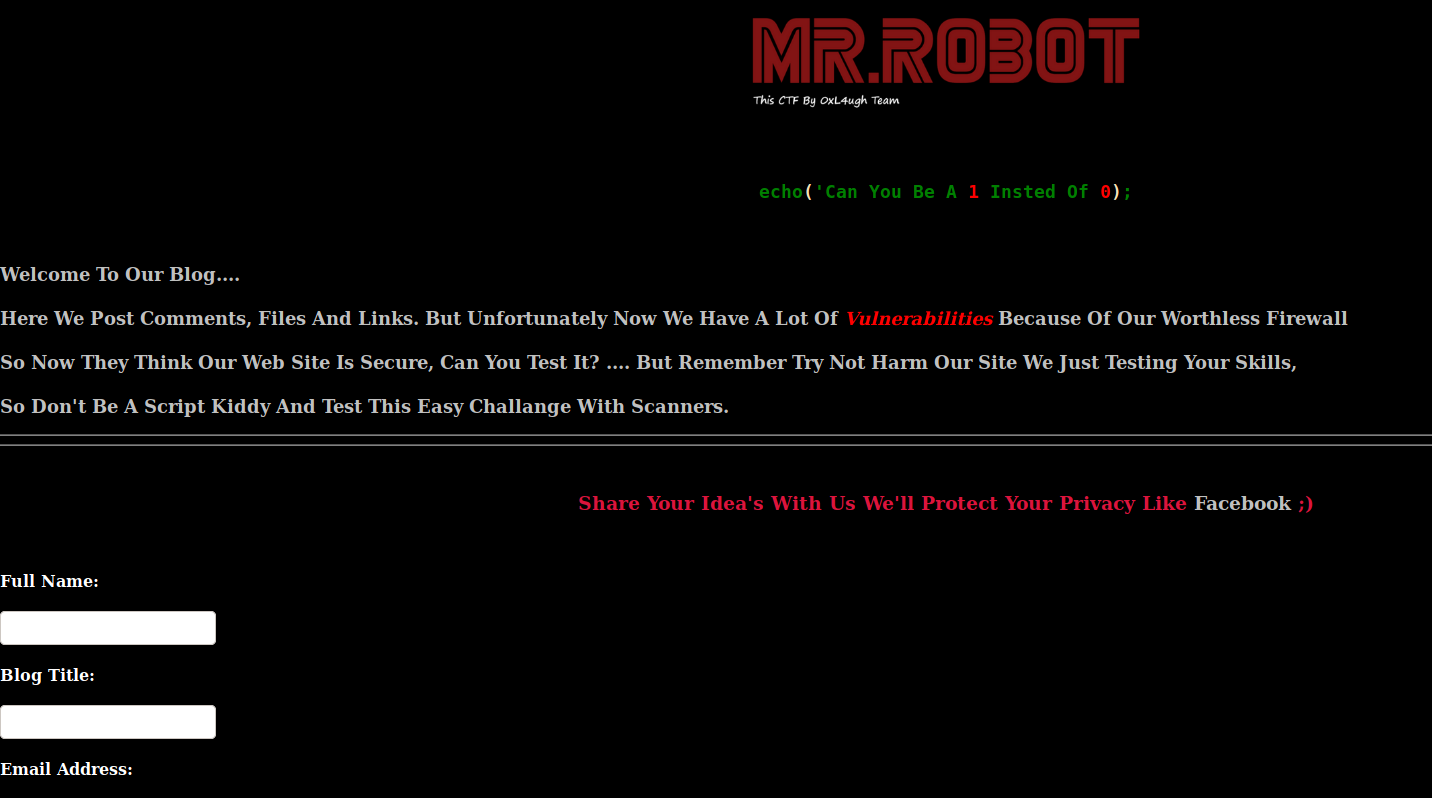 MR.ROBOT
This CTF By 0xL4ugh Team
echo('Can You Be A 1 Insted Of 0);
Welcome To Our Blog....
Here We Post Comments, Files And Links. But Unfortunately Now We Have A Lot Of Vulnerabilities Because Of Our Worthless Firewall
So Now They Think Our Web Site Is Secure, Can You Test It? .... But Remember Try Not Harm Our Site We Just Testing Your Skills,
So Don't Be A Script Kiddy And Test This Easy Challange With Scanners.
Share Your Idea's With Us We'll Protect Your Privacy Like Facebook ;)
Full Name:
Blog Title:
Email Address: